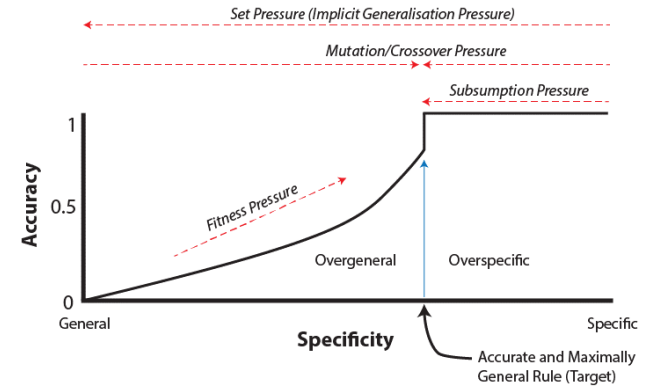 Set Pressure (Implicit Generalisation Pressure)
Mutation/Crossover Pressure
Subsumption Pressure
1
Fitness Pressure
0.5
Accuracy
Overgeneral
Overspecific
0
General
Specificity
Specific
Accurate and Maximally
General Rule (Target)